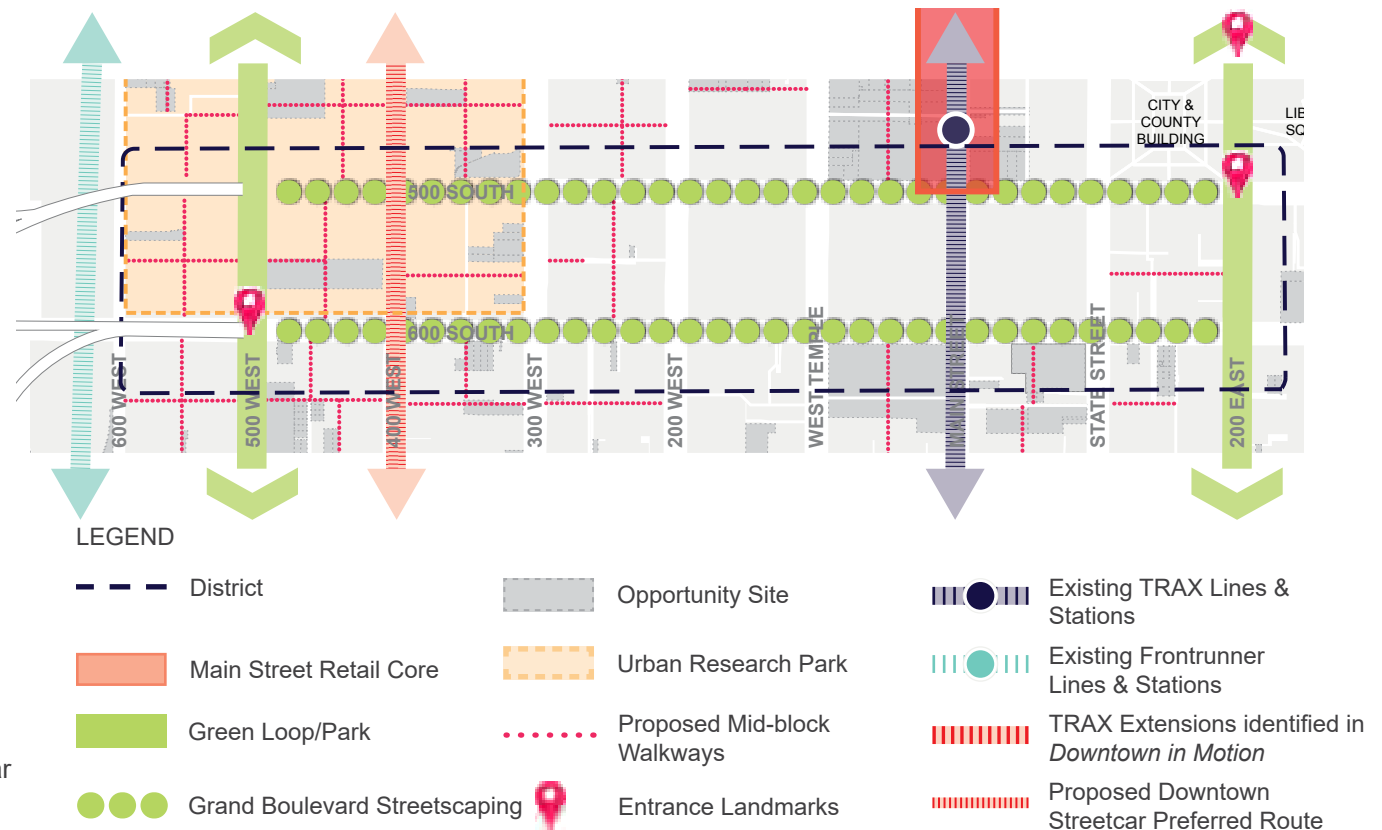 CITY &
COUNTY
BUILDING
LIE
SQ
500 SOUTH
600 SOUTH
600 WEST
500 WEST
400 WEST
300 WEST
200 WEST
WEST TEMPLE
MAIN STREET
STATE STREET
200 EAST
LEGEND
District
Main Street Retail Core
Green Loop/Park
ar
Grand Boulevard Streetscaping
Opportunity Site
Urban Research Park
Proposed Mid-block
Walkways
Entrance Landmarks
Existing TRAX Lines &
Stations
Existing Frontrunner
Lines & Stations
TRAX Extensions identified in
Downtown in Motion
Proposed Downtown
Streetcar Preferred Route